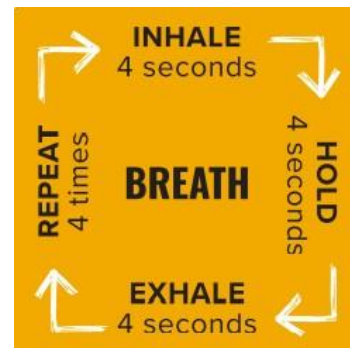 INHALE
4 seconds
HOLD
4 seconds
EXHALE
4 seconds
REPEAT
4 times
BREATH